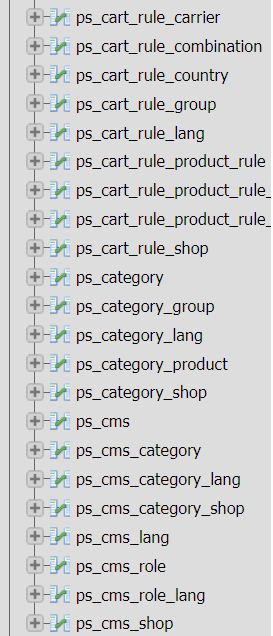 ps_cart_rule_carrier
ps_cart_rule_combination
ps_cart_rule_country
ps_cart_rule_group
ps_cart_rule_lang
ps_cart_rule_product_rule
ps_cart_rule_product_rule_
ps_cart_rule_product_rule_
ps_cart_rule_shop
ps_category
ps_category_group
ps_category_lang
ps_category_product
ps_category_shop
ps_cms
ps_cms_category
ps_cms_category_lang
ps_cms_category_shop
ps_cms_lang
ps_cms_role
ps_cms_role_lang
ps_cms_shop